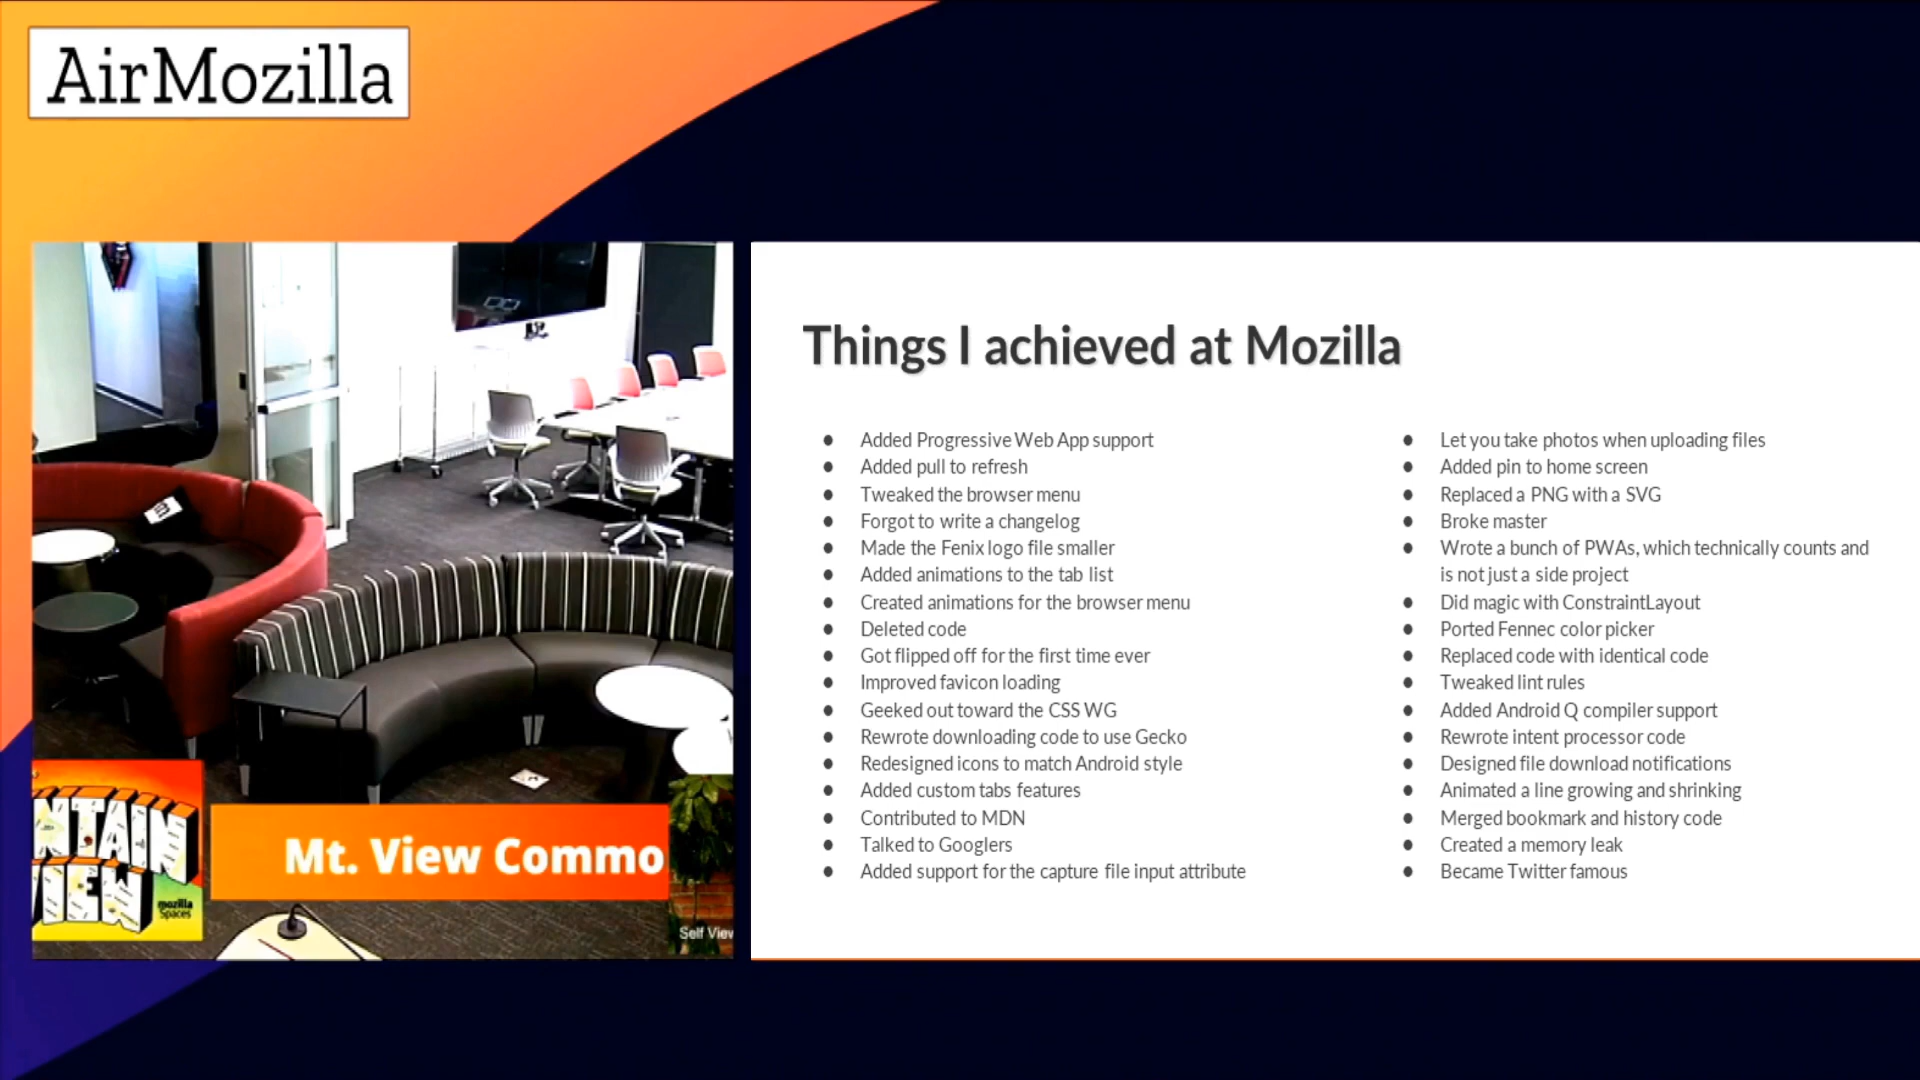 AirMozilla
Things I achieved at Mozilla
● Added Progressive Web App support
● Added pull to refresh
● Tweaked the browser menu
● Forgot to write a changelog
● Made the Fenix logo file smaller
● Added animations to the tab list
● Created animations for the browser menu
● Deleted code
● Got flipped off for the first time ever
● Improved favicon loading
● Geeked out toward the CSS WG
● Rewrote downloading code to use Gecko
● Redesigned icons to match Android style
● Added custom tabs features
● Contributed to MDN
● Talked to Googlers
● Added support for the capture file input attribute
● Let you take photos when uploading files
● Added pin to home screen
● Replaced a PNG with a SVG
● Broke master
● Wrote a bunch of PWAs, which technically counts and
is not just a side project
● Did magic with ConstraintLayout
● Ported Fennec color picker
● Replaced code with identical code
● Tweaked lint rules
● Added Android Q compiler support
● Rewrote intent processor code
● Designed file download notifications
● Animated a line growing and shrinking
● Merged bookmark and history code
● Created a memory leak
● Became Twitter famous
NTAIN
VIEW
mozilla
Spaces
Mt. View Commo
Self View